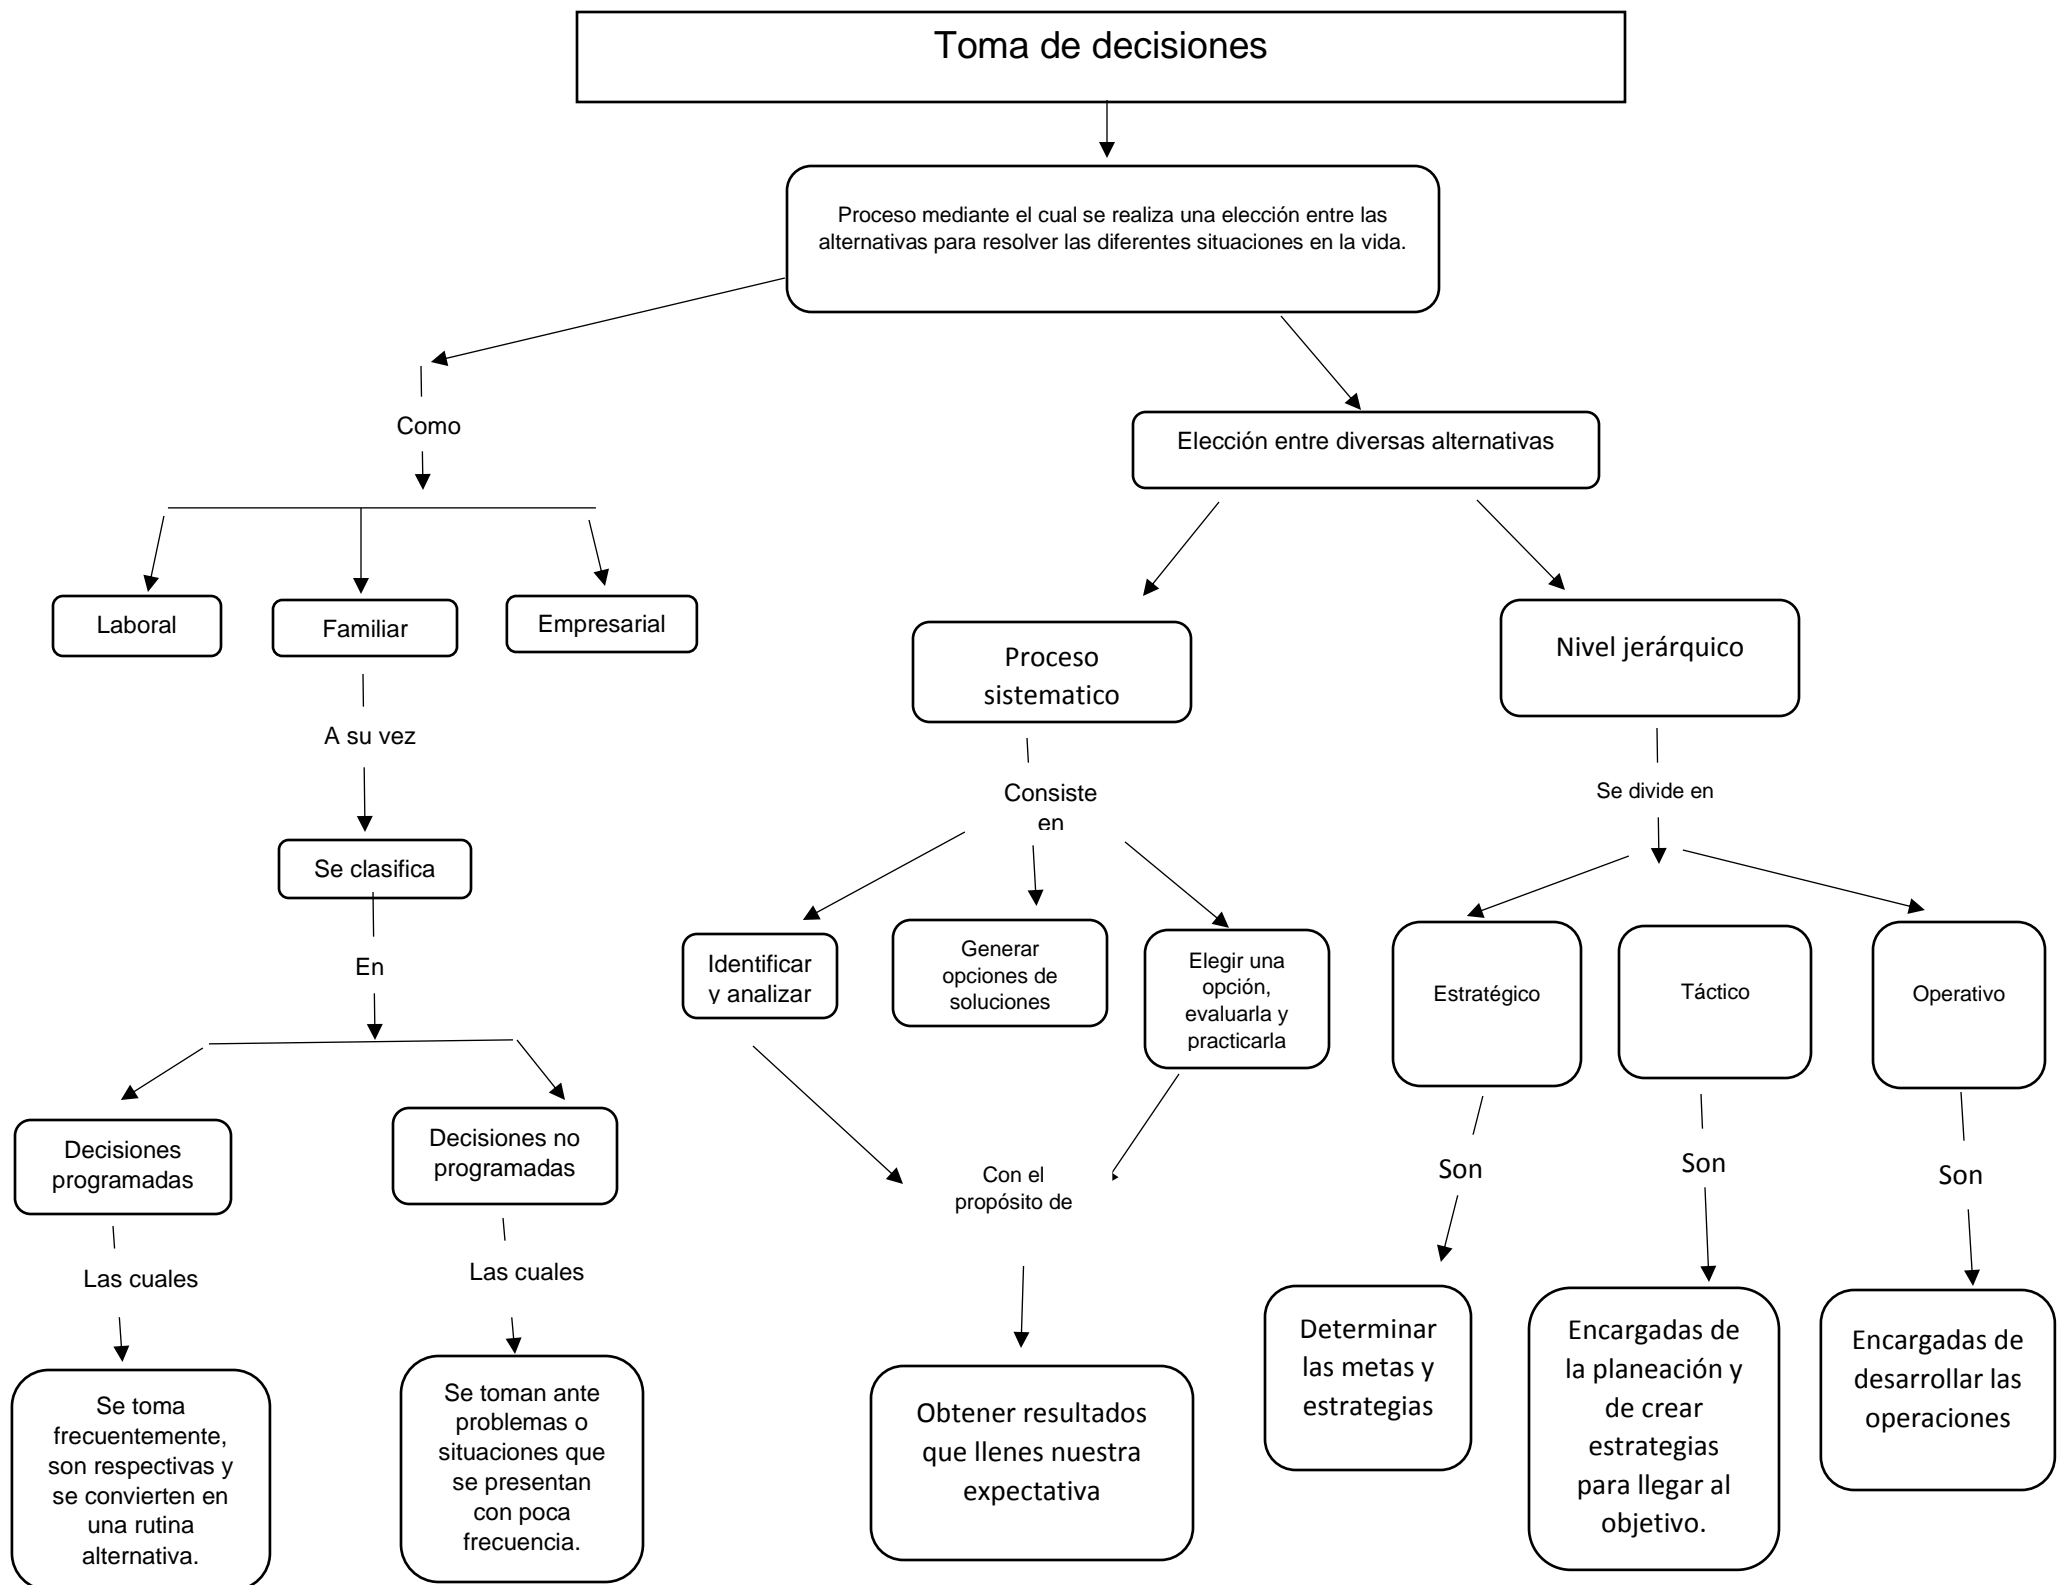 Toma de decisiones
Proceso mediante el cual se realiza una elección entre las
alternativas para resolver las diferentes situaciones en la vida.
Como
Elección entre diversas alternativas
Laboral
Familiar
Empresarial
Proceso
sistematico
Nivel jerárquico
A su vez
Consiste
en
Se divide en
Se clasifica
En
Identificar
y analizar
Generar
opciones de
soluciones
Elegir una
opción,
evaluarla y
practicarla
Estratégico
Táctico
Operativo
Decisiones
programadas
Decisiones no
programadas
Con el
propósito de
Son
Son
Son
Las cuales
Las cuales
Se toma
frecuentemente,
son respectivas y
se convierten en
una rutina
alternativa.
Se toman ante
problemas o
situaciones que
se presentan
con poca
frecuencia.
Obtener resultados
que llenes nuestra
expectativa
Determinar
las metas y
estrategias
Encargadas de
la planeación y
de crear
estrategias
para llegar al
objetivo.
Encargadas de
desarrollar las
operaciones